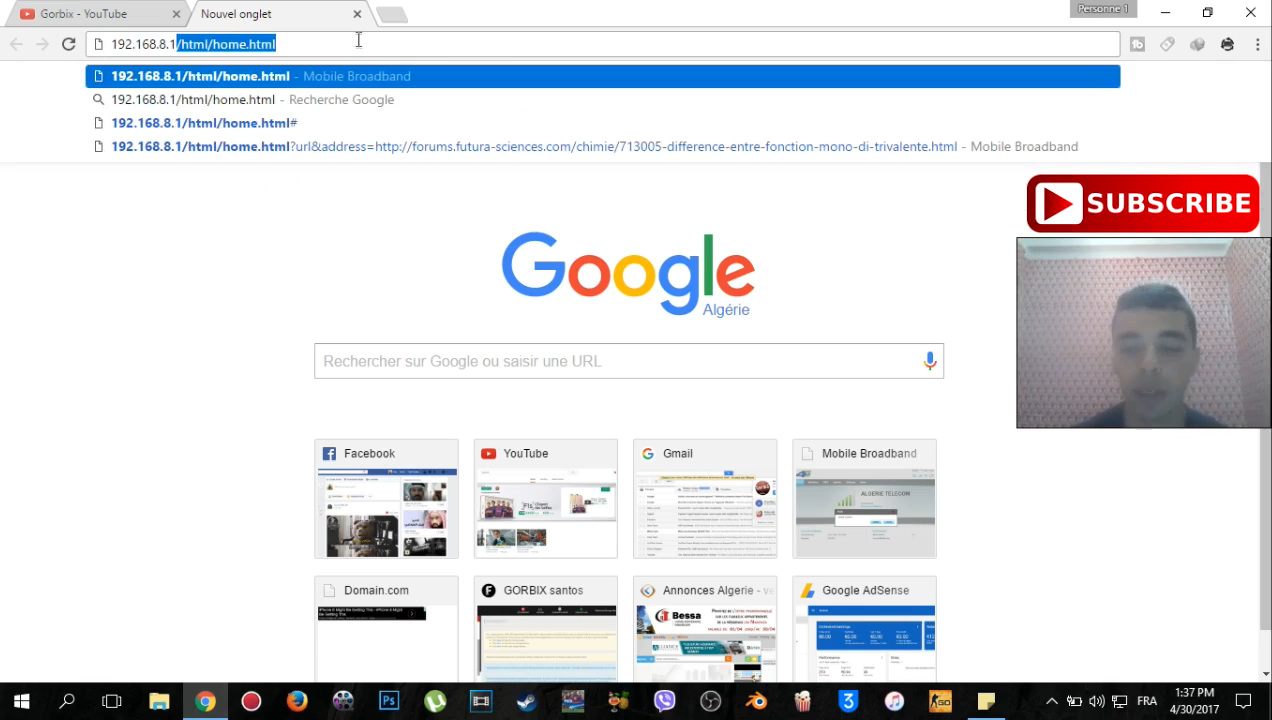 Gorbix - YouTube
Nouvel onglet
Personne 1
192.168.8.1/html/home.html
192.168.8.1/html/home.html - Mobile Broadband
192.168.8.1/html/home.html - Recherche Google
192.168.8.1/html/home.html#
192.168.8.1/html/home.html?url&address=http://forums.futura-sciences.com/chimie/713005-difference-entre-fonction-mono-di-trivalente.html - Mobile Broadband
SUBSCRIBE
Google
Algérie
Rechercher sur Google ou saisir une URL
Facebook
YouTube
Gmail
Mobile Broadband
ALGERIE TELECOM
Domain.com
GORBIX santos
Annonces Algerie - ve
Google AdSense
Bessa
FRA
1:37 PM
4/30/2017